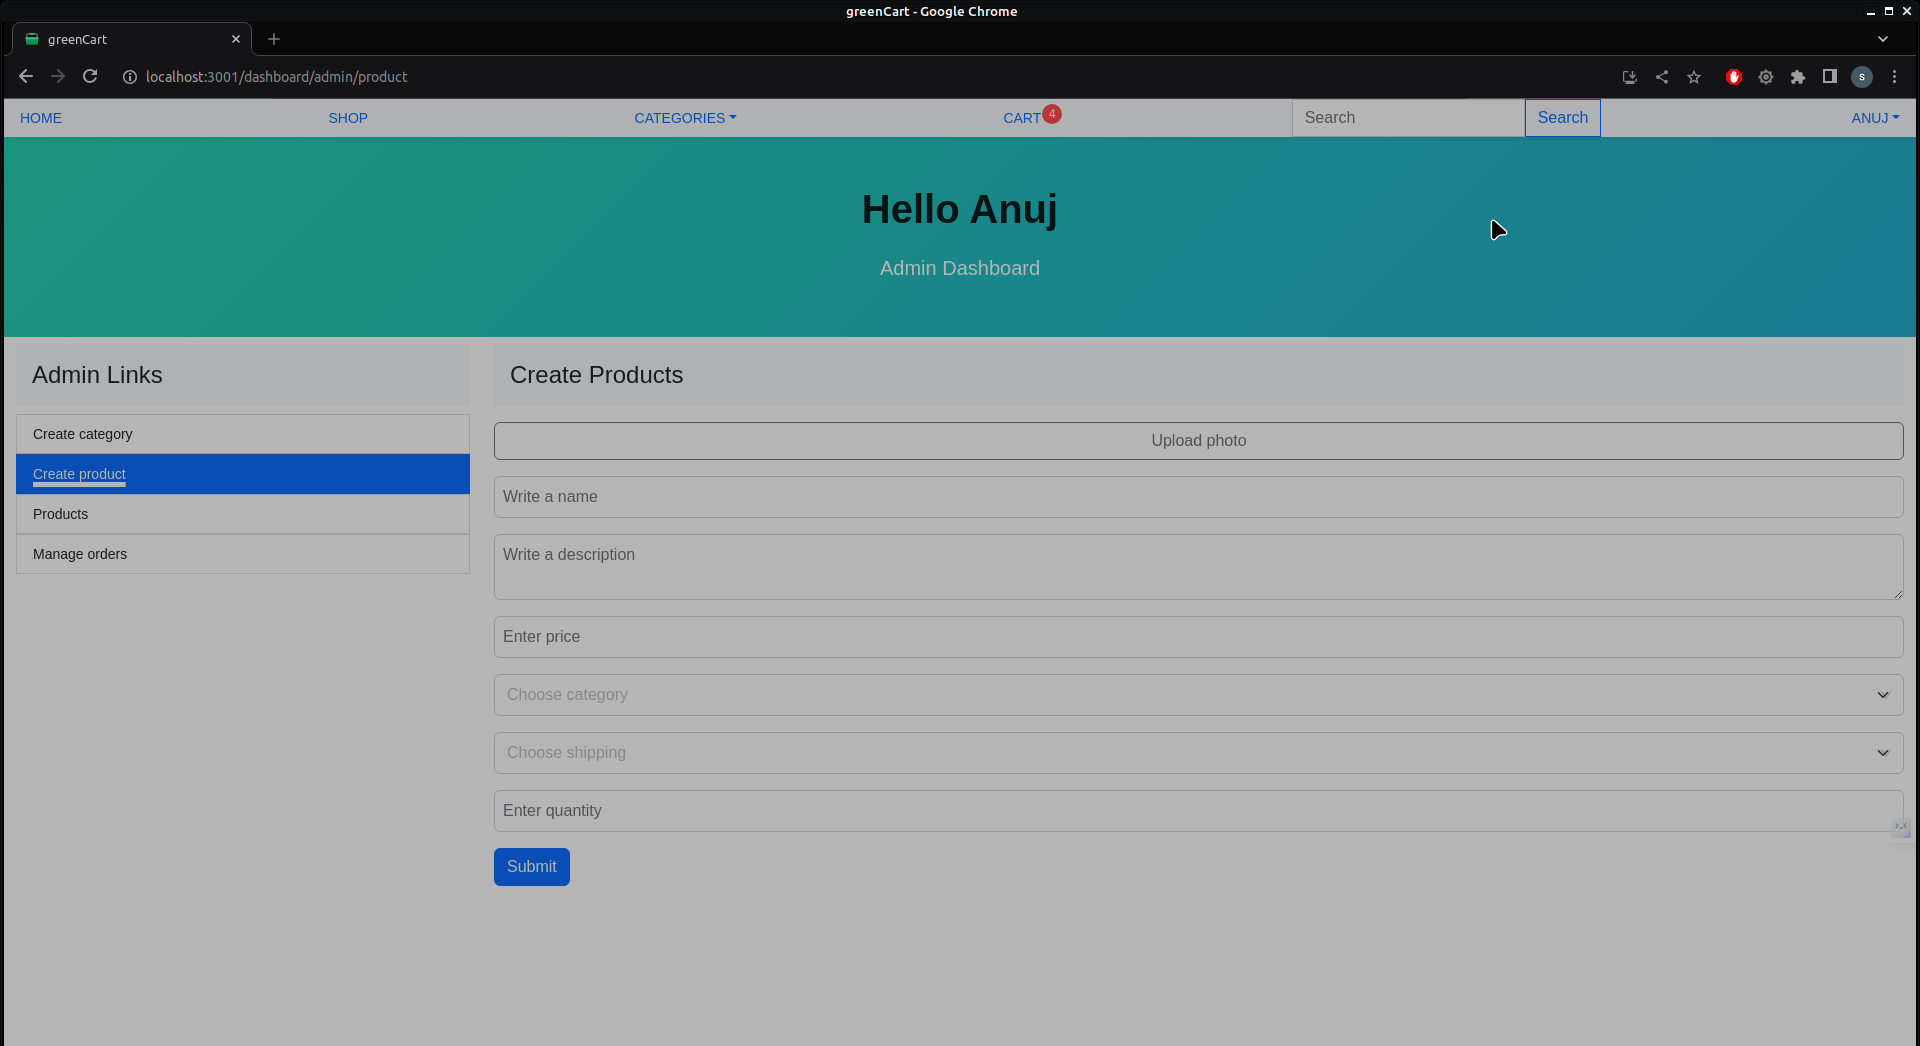 greenCart - Google Chrome
greenCart
localhost:3001/dashboard/admin/product
S
HOME SHOP CATEGORIES CART 4 Search Search ANUJ
Hello Anuj
Admin Dashboard
Admin Links
Create category
Create product
Products
Manage orders
Create Products
Upload photo
Write a name
Write a description
Enter price
Choose category
Choose shipping
Enter quantity
Submit